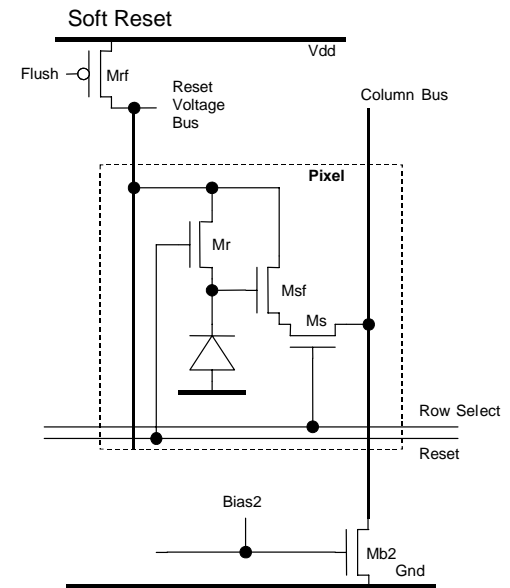 Soft Reset
Vdd
Flush
Mrf
Reset
Voltage
Bus
Column Bus
Pixel
Mr
Msf
Ms
Row Select
Reset
Bias2
Mb2
Gnd